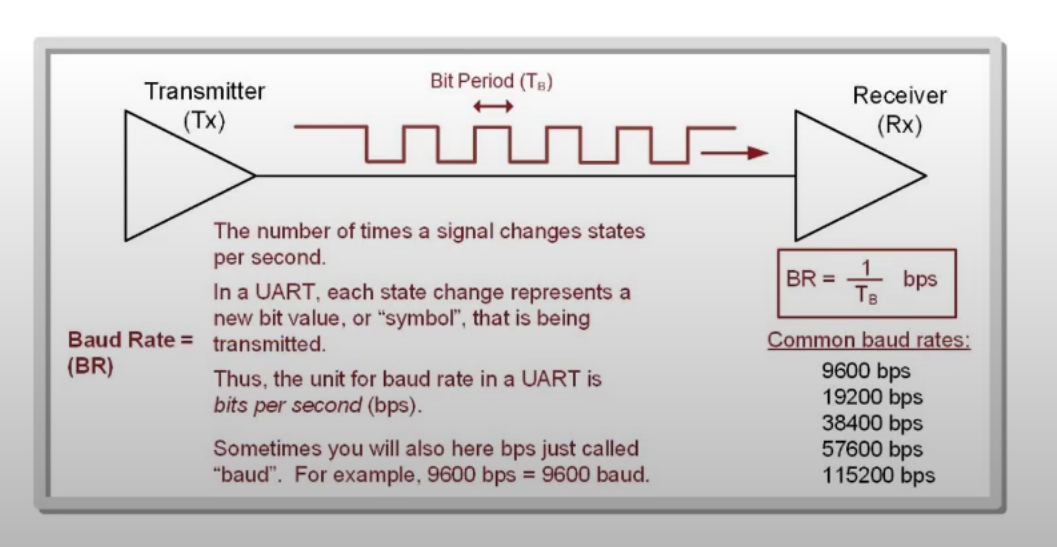 Transmitter
(Tx)
Bit Period (TB)
Receiver
(Rx)
The number of times a signal changes states
per second.
In a UART, each state change represents a
new bit value, or “symbol”, that is being
transmitted.
Baud Rate =
(BR)
Thus, the unit for baud rate in a UART is
bits per second (bps).
Sometimes you will also here bps just called
“baud”. For example, 9600 bps = 9600 baud.
BR = 1/TB bps
Common baud rates:
9600 bps
19200 bps
38400 bps
57600 bps
115200 bps